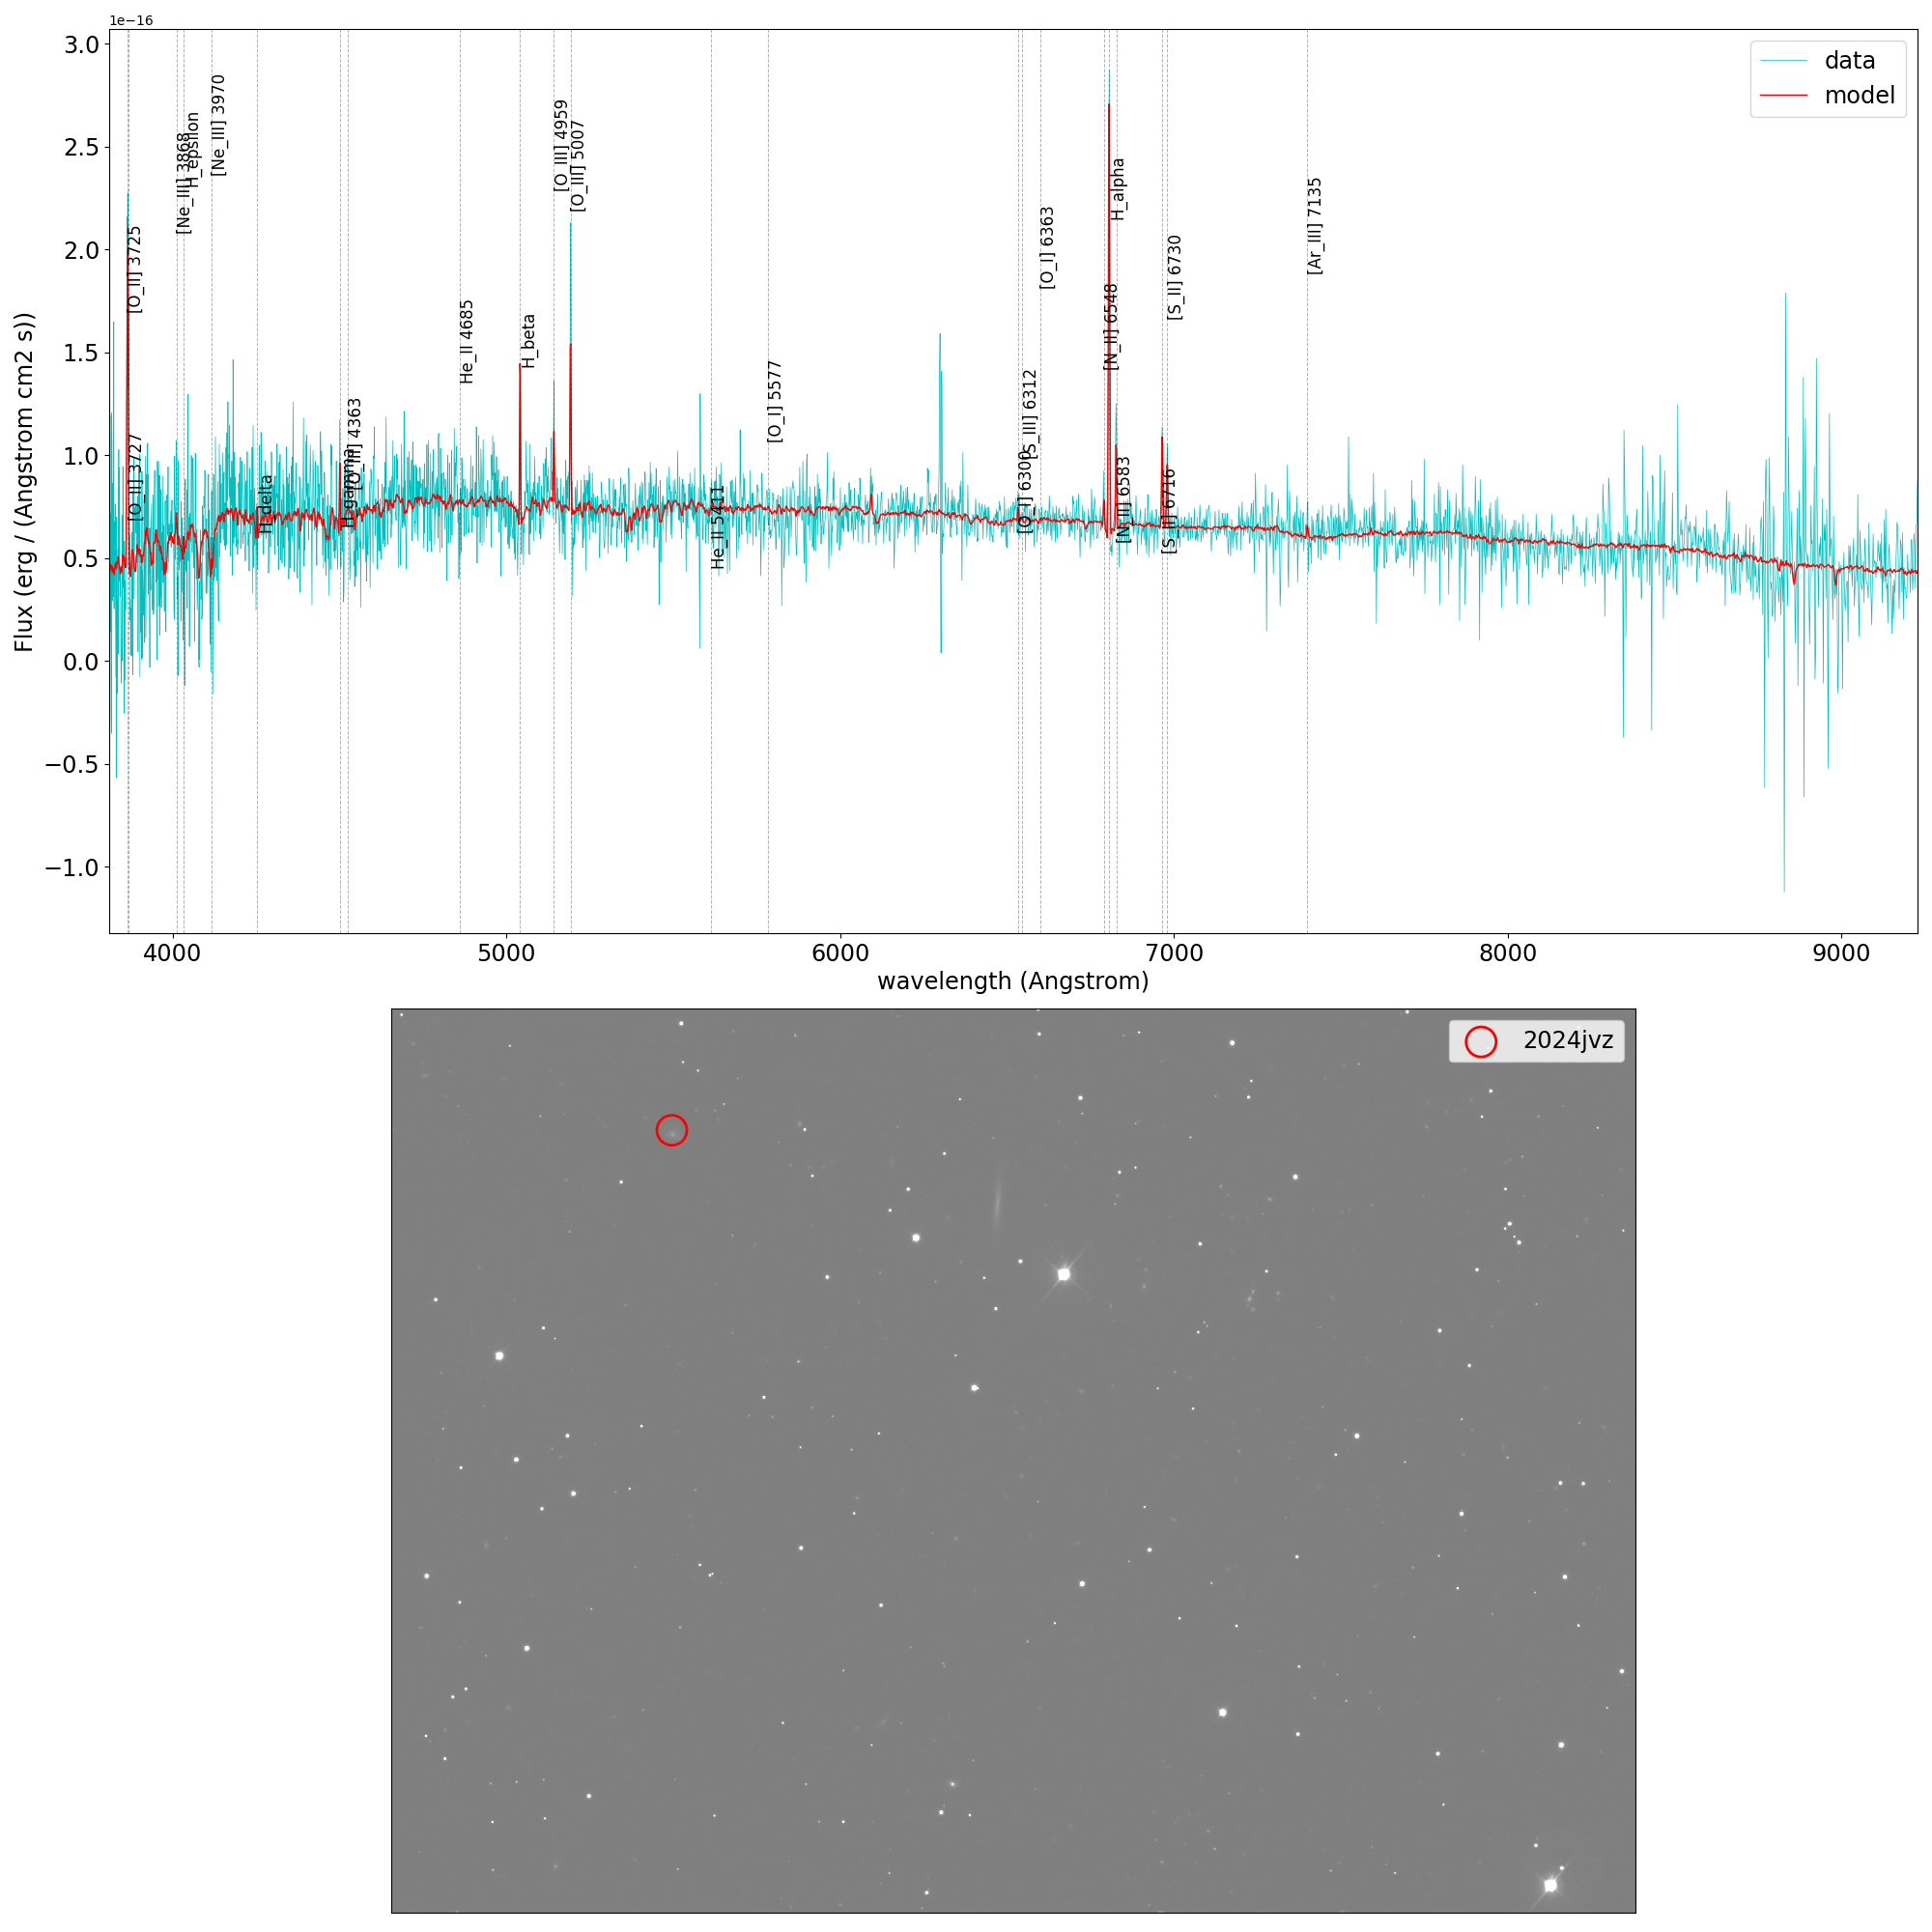 1e−16
3.0
2.5
2.0
1.5
1.0
0.5
0.0
−0.5
−1.0
Flux (erg / (Angstrom cm2 s))
4000
5000
6000
7000
8000
9000
wavelength (Angstrom)
data
model
[O_II] 3725
[O_II] 3727
[Ne_III] 3868
H_epsilon
[Ne_III] 3970
H_delta
H_gamma
[O_III] 4363
He_II 4685
H_beta
[O_III] 4959
[O_III] 5007
He_II 5411
[O_I] 5577
[O_I] 6300
[S_III] 6312
[O_I] 6363
[N_II] 6548
H_alpha
[N_II] 6583
[S_II] 6716
[S_II] 6730
[Ar_III] 7135
2024jvz